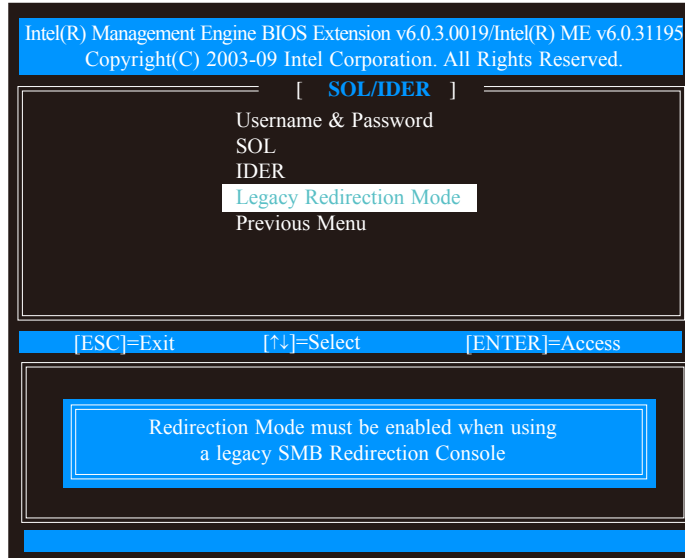 Intel(R) Management Engine BIOS Extension v6.0.3.0019/Intel(R) ME v6.0.31195
Copyright(C) 2003-09 Intel Corporation. All Rights Reserved.
[ SOL/IDER ]
Username & Password
SOL
IDER
Legacy Redirection Mode
Previous Menu
[ESC]=Exit [↑↓]=Select [ENTER]=Access
Redirection Mode must be enabled when using
a legacy SMB Redirection Console